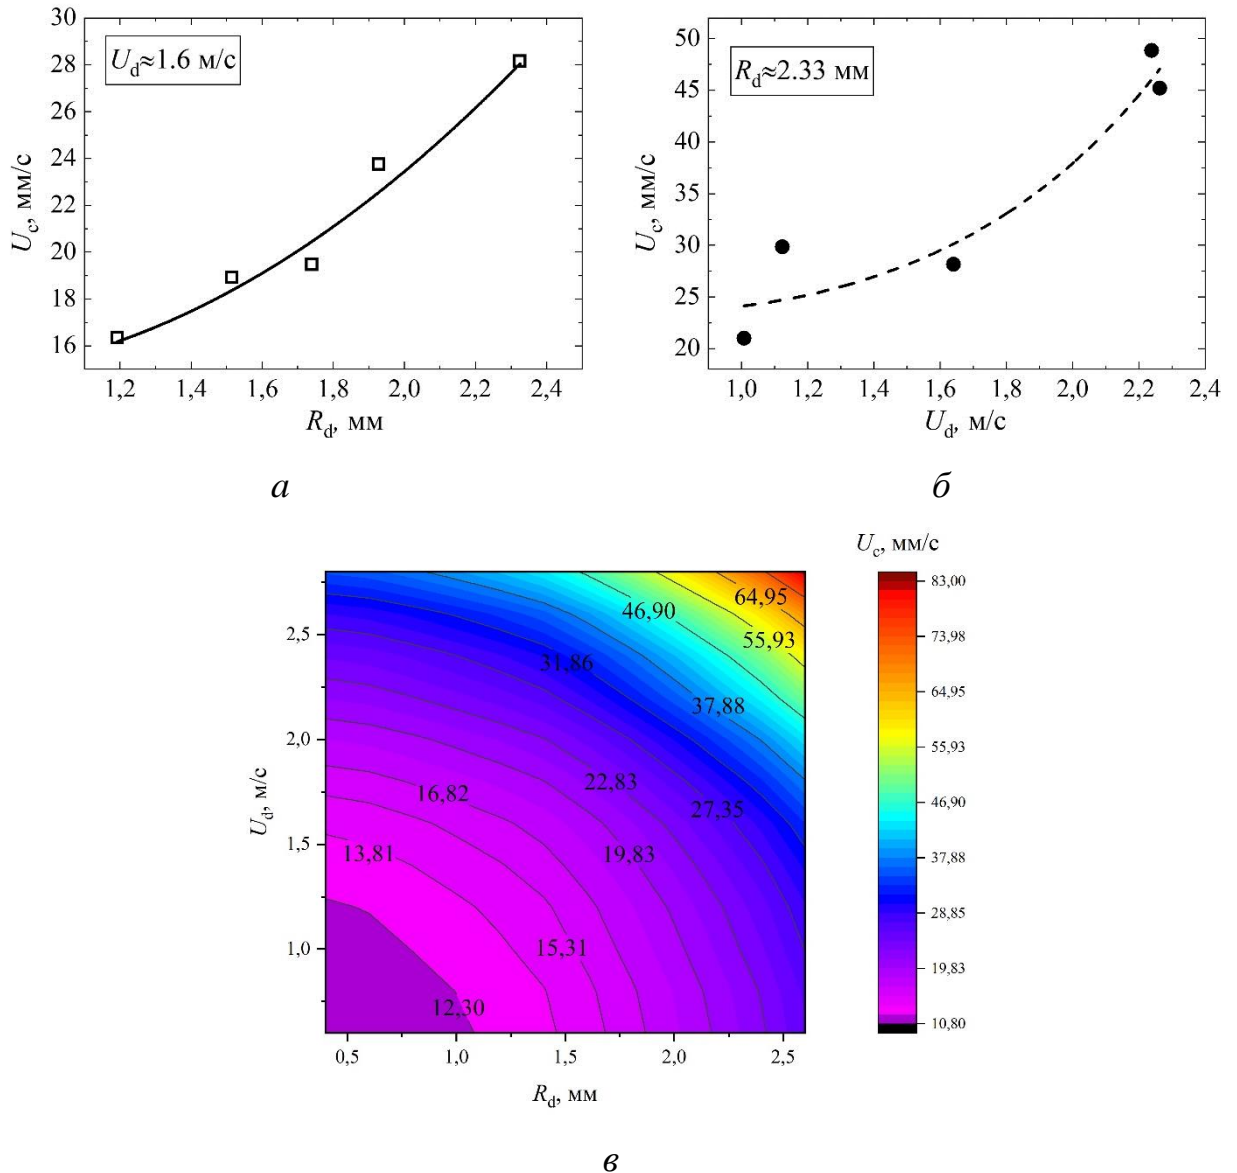 30
28
26
24
22
20
18
16
U_c, мм/с
U_d≈1.6 м/с
1,2 1,4 1,6 1,8 2,0 2,2 2,4
R_d, мм
а
50
45
40
35
30
25
20
U_c, мм/с
R_d≈2.33 мм
1,0 1,2 1,4 1,6 1,8 2,0 2,2 2,4
U_d, м/с
б
2,5
2,0
1,5
1,0
U_d, м/с
64,95
46,90
55,93
31,86
37,88
22,83
16,82
27,35
13,81
19,83
15,31
12,30
0,5 1,0 1,5 2,0 2,5
R_d, мм
U_c, мм/с
83,00
73,98
64,95
55,93
46,90
37,88
28,85
19,83
10,80
в